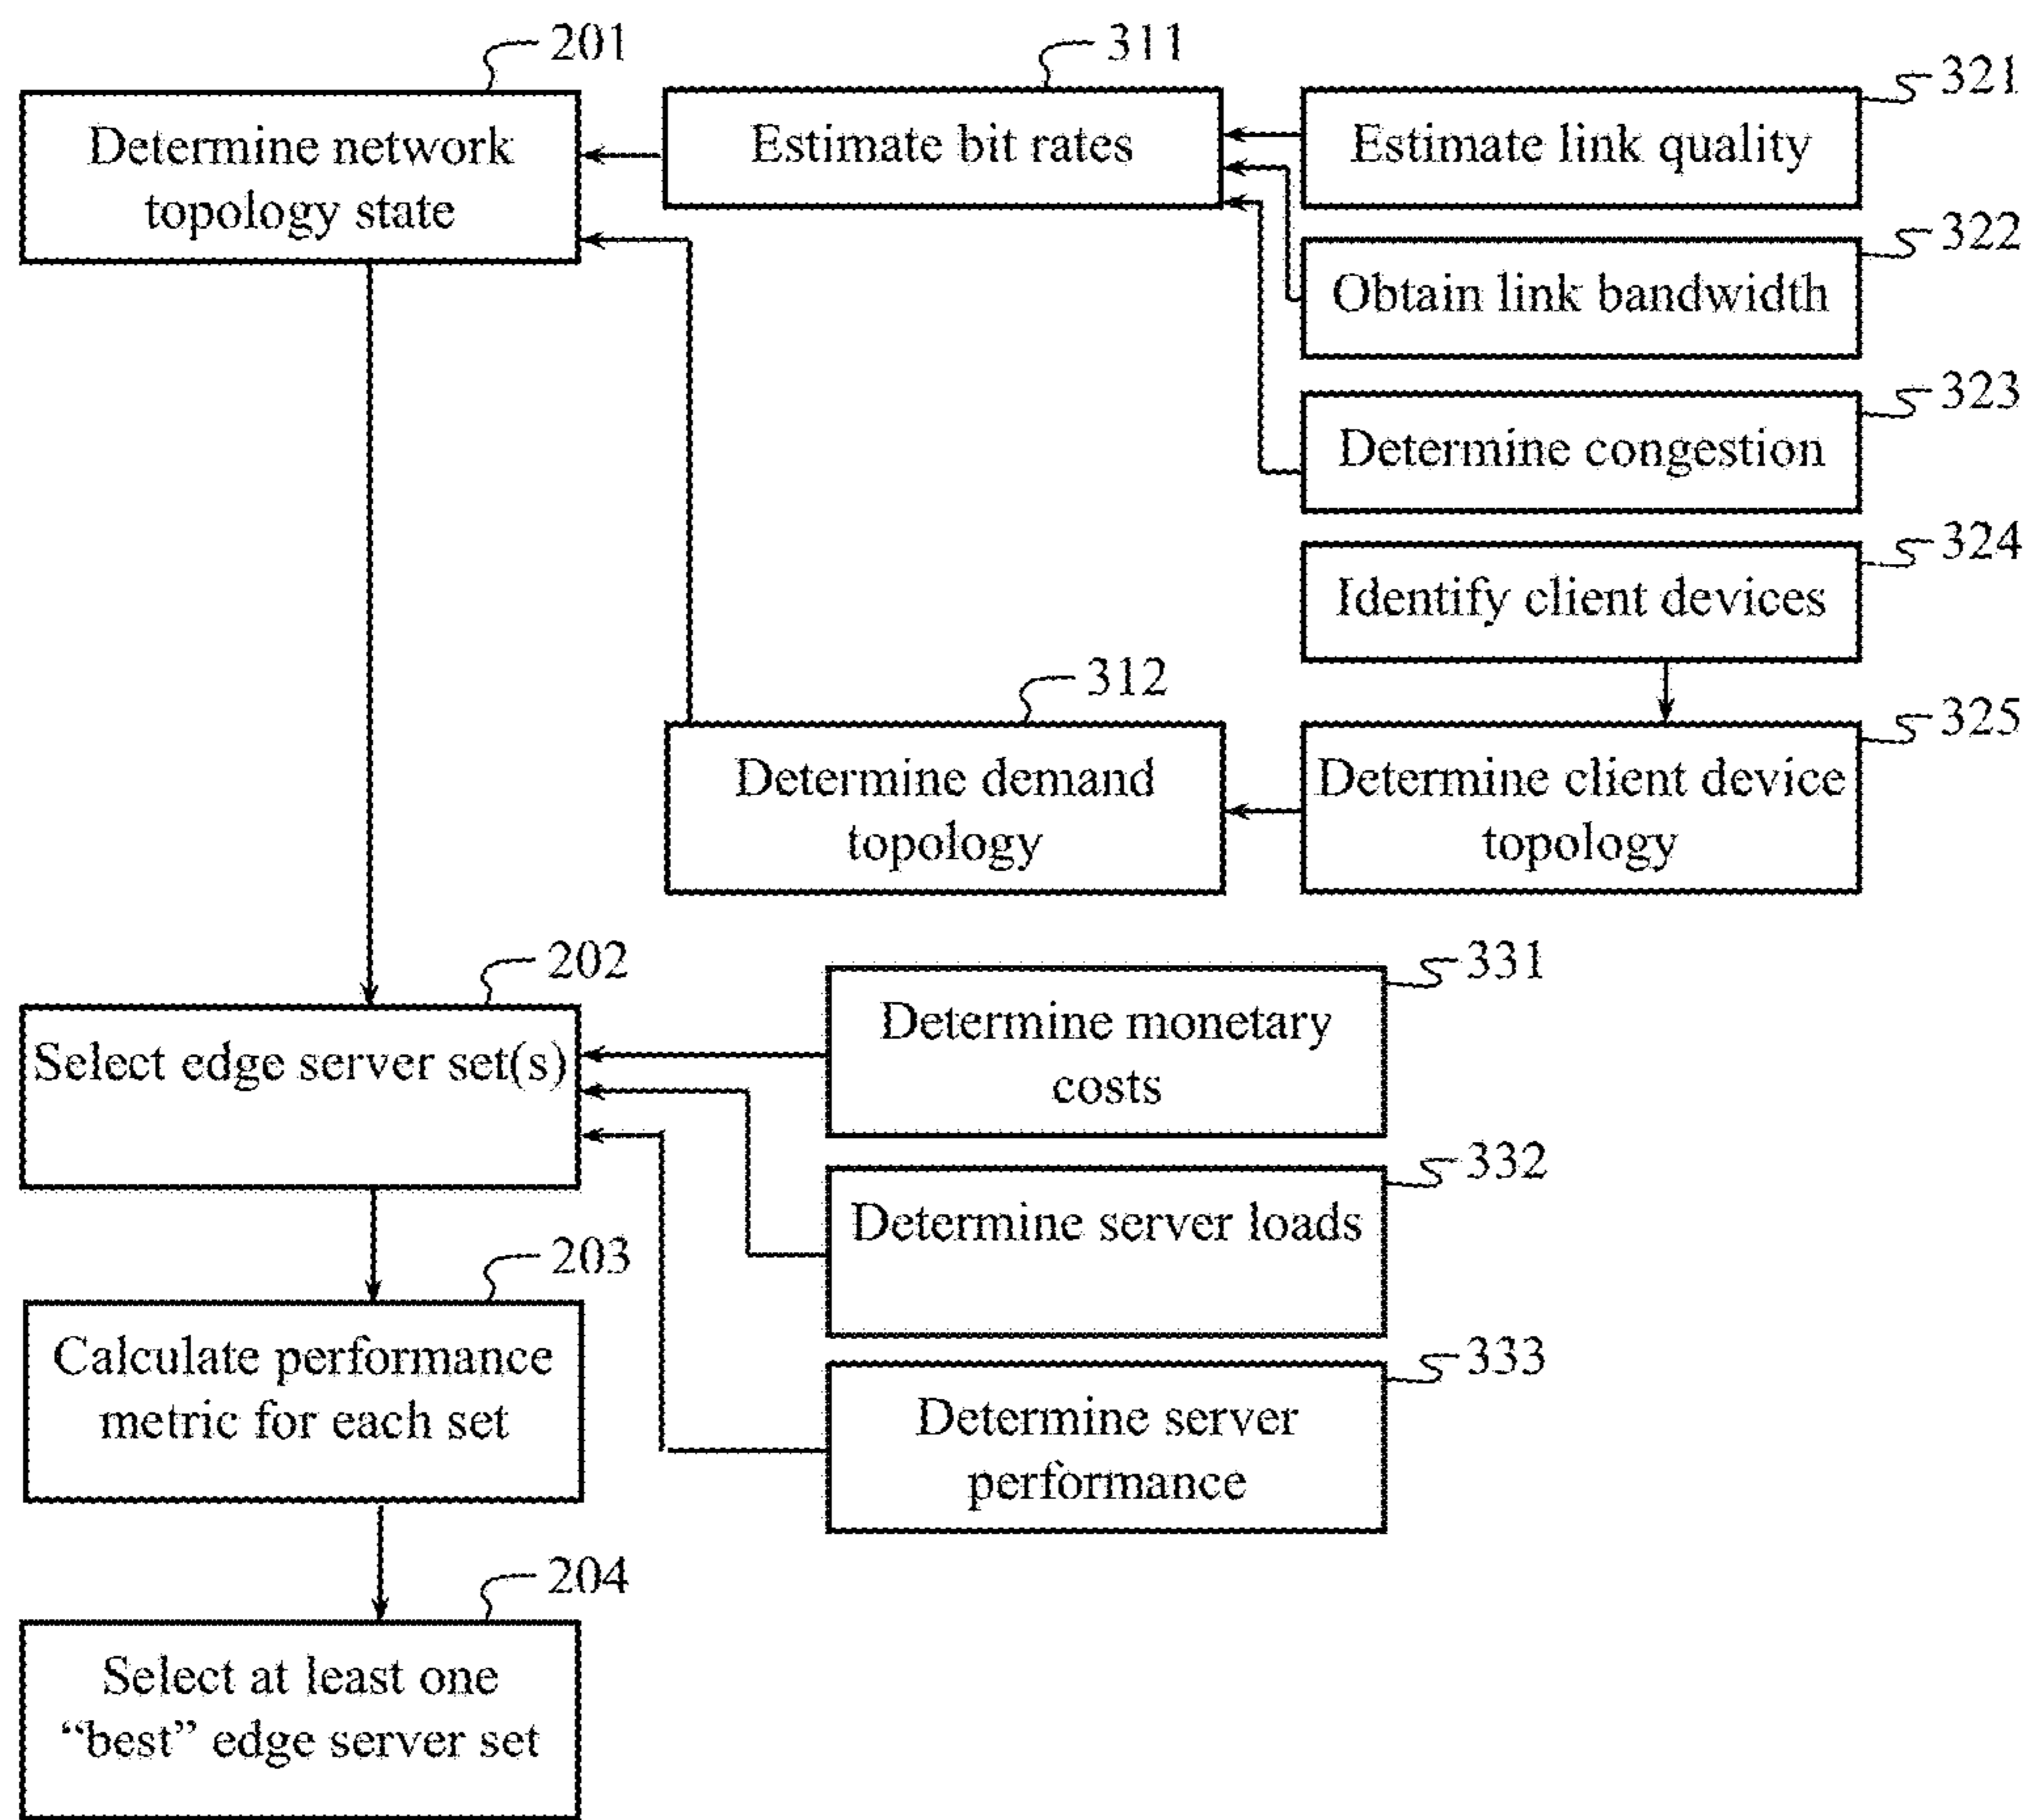 201
311
321
Determine network
topology state
Estimate bit rates
Estimate link quality
322
Obtain link bandwidth
323
Determine congestion
324
Identify client devices
312
325
Determine demand
topology
Determine client device
topology
202
331
Select edge server set(s)
Determine monetary
costs
332
Determine server loads
203
Calculate performance
metric for each set
333
Determine server
performance
204
Select at least one
“best” edge server set